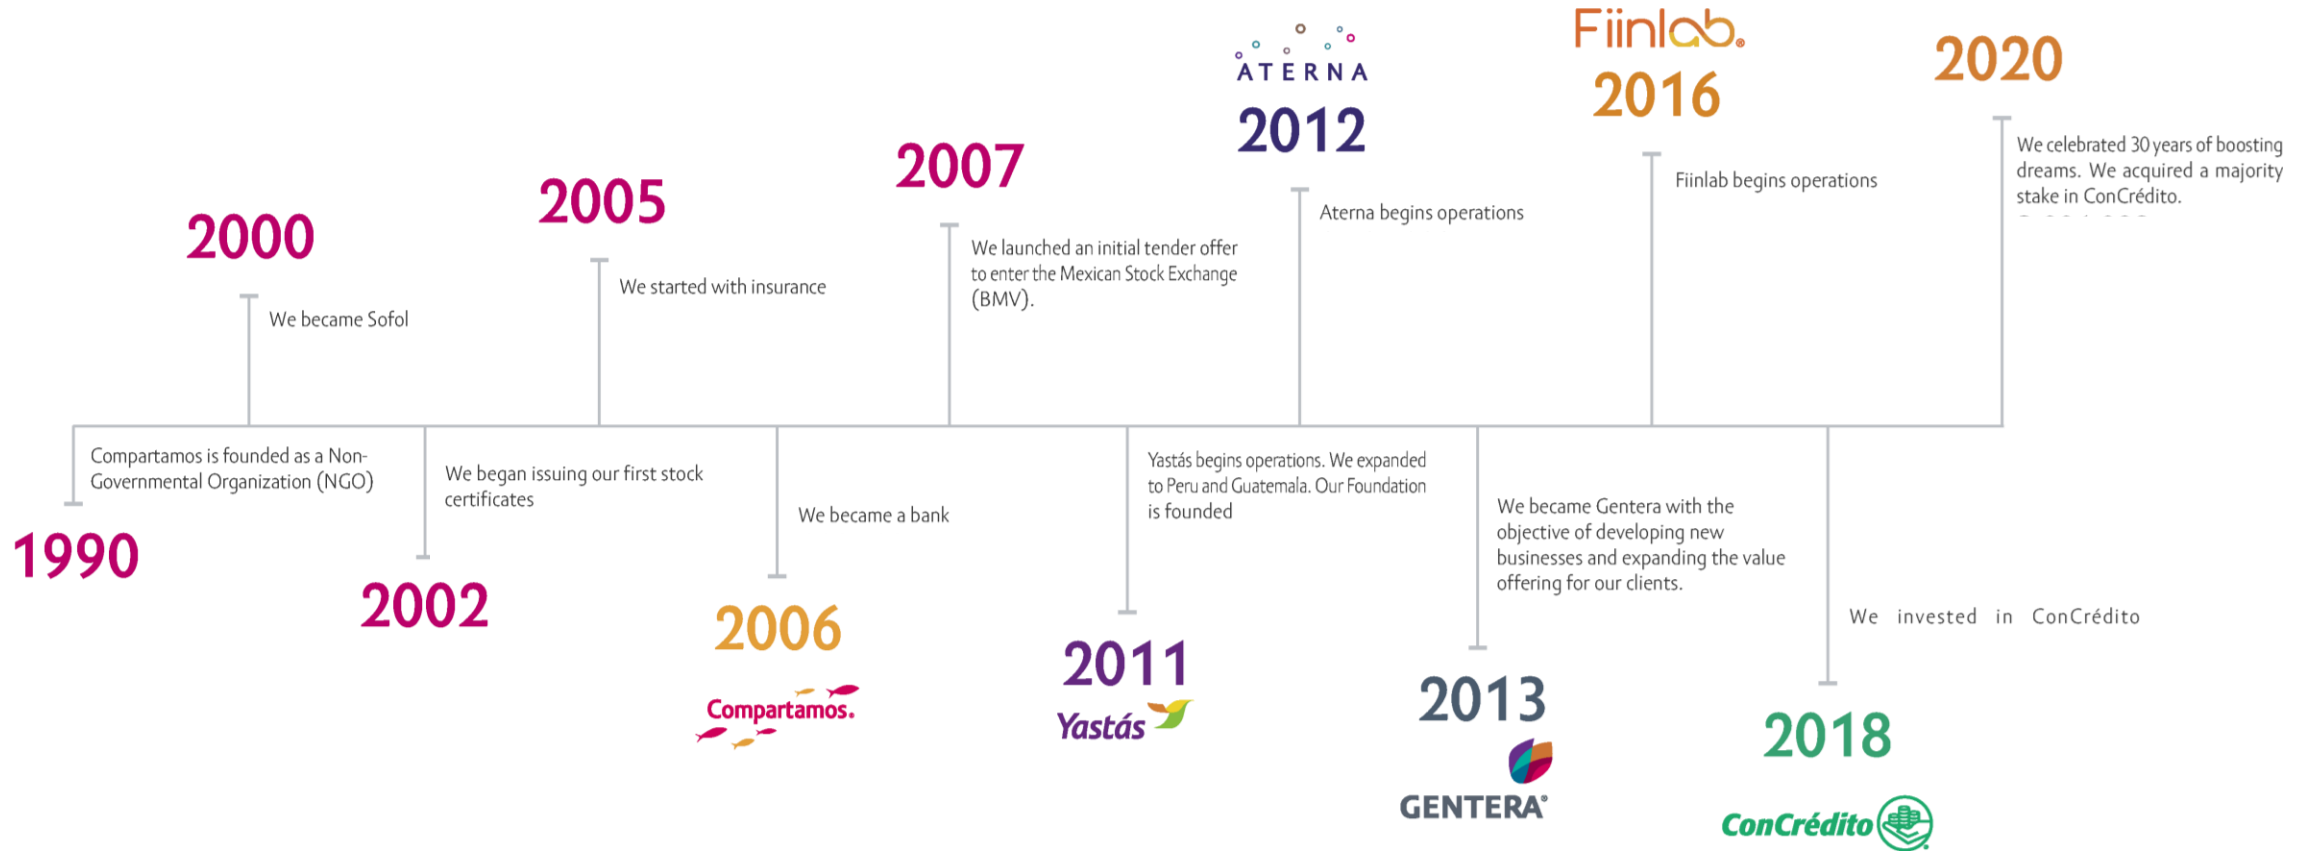 1990
Compartamos is founded as a Non-
Governmental Organization (NGO)
2000
We became Sofol
2002
We began issuing our first stock
certificates
2005
We started with insurance
2006
Compartamos.
We became a bank
2007
We launched an initial tender offer
to enter the Mexican Stock Exchange
(BMV).
2011
Yastás
Yastás begins operations. We expanded
to Peru and Guatemala. Our Foundation
is founded
ATERNA
2012
Aterna begins operations
2013
GENTERA®
We became Gentera with the
objective of developing new
businesses and expanding the value
offering for our clients.
Fiinlab®
2016
Fiinlab begins operations
2018
ConCrédito
We invested in ConCrédito
2020
We celebrated 30 years of boosting
dreams. We acquired a majority
stake in ConCrédito.